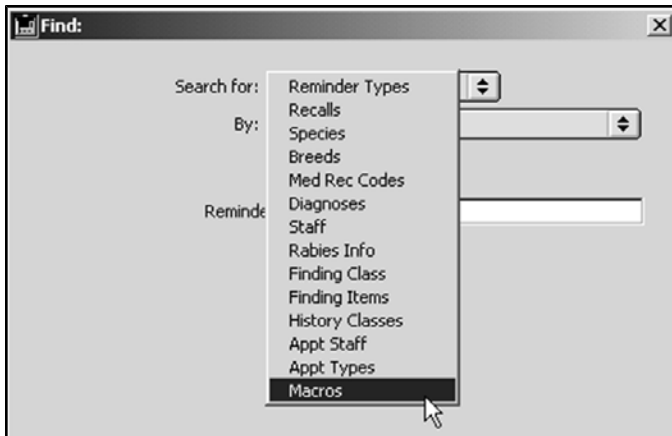 Find:
Search for:
Reminder Types
Recalls
By:
Species
Breeds
Med Rec Codes
Diagnoses
Reminde
Staff
Rabies Info
Finding Class
Finding Items
History Classes
Appt Staff
Appt Types
Macros